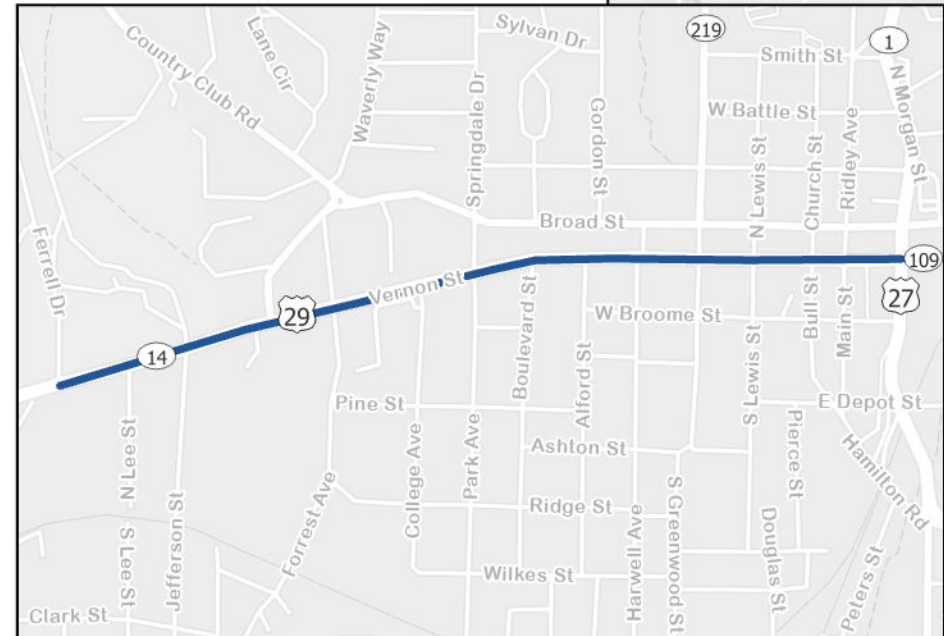 219
1
Sylvan Dr
Smith St
Lane Cir
Country Club Rd
Waverly Way
Springdale Dr
Gordon St
W Battle St
N Lewis St
Church St
Ridley Ave
N Morgan St
Broad St
Ferrell Dr
Vernon St
109
29
27
14
W Broome St
Boulevard St
Alford St
Bull St
Main St
S Lewis St
Pine St
E Depot St
N Lee St
College Ave
Park Ave
Ashton St
Pierce St
Hamilton Rd
Ridge St
S Greenwood St
Forrest Ave
Jefferson St
S Lee St
Harwell Ave
Douglas St
Wilkes St
Peters St
Clark St